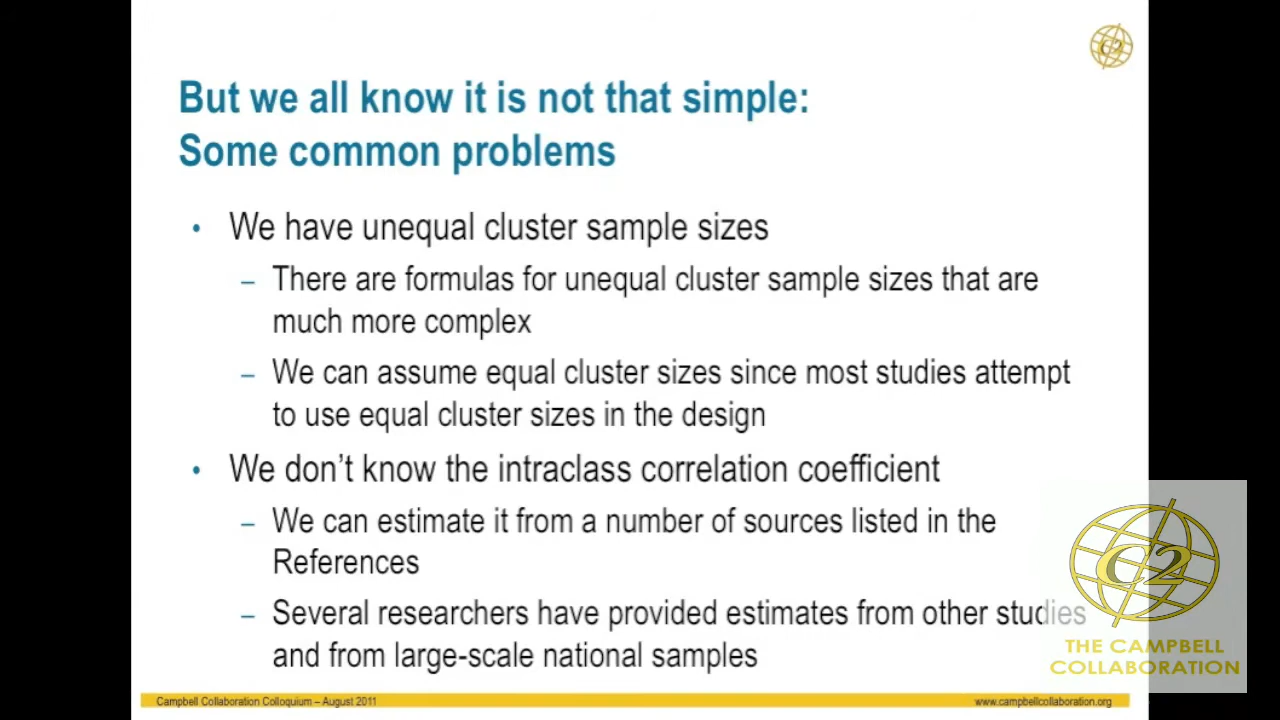 C2
But we all know it is not that simple:
Some common problems
• We have unequal cluster sample sizes
– There are formulas for unequal cluster sample sizes that are
much more complex
– We can assume equal cluster sizes since most studies attempt
to use equal cluster sizes in the design
• We don't know the intraclass correlation coefficient
– We can estimate it from a number of sources listed in the
References
– Several researchers have provided estimates from other studies
and from large-scale national samples
C2
THE CAMPBELL
COLLABORATION
Campbell Collaboration Colloquium – August 2011
www.campbellcollaboration.org